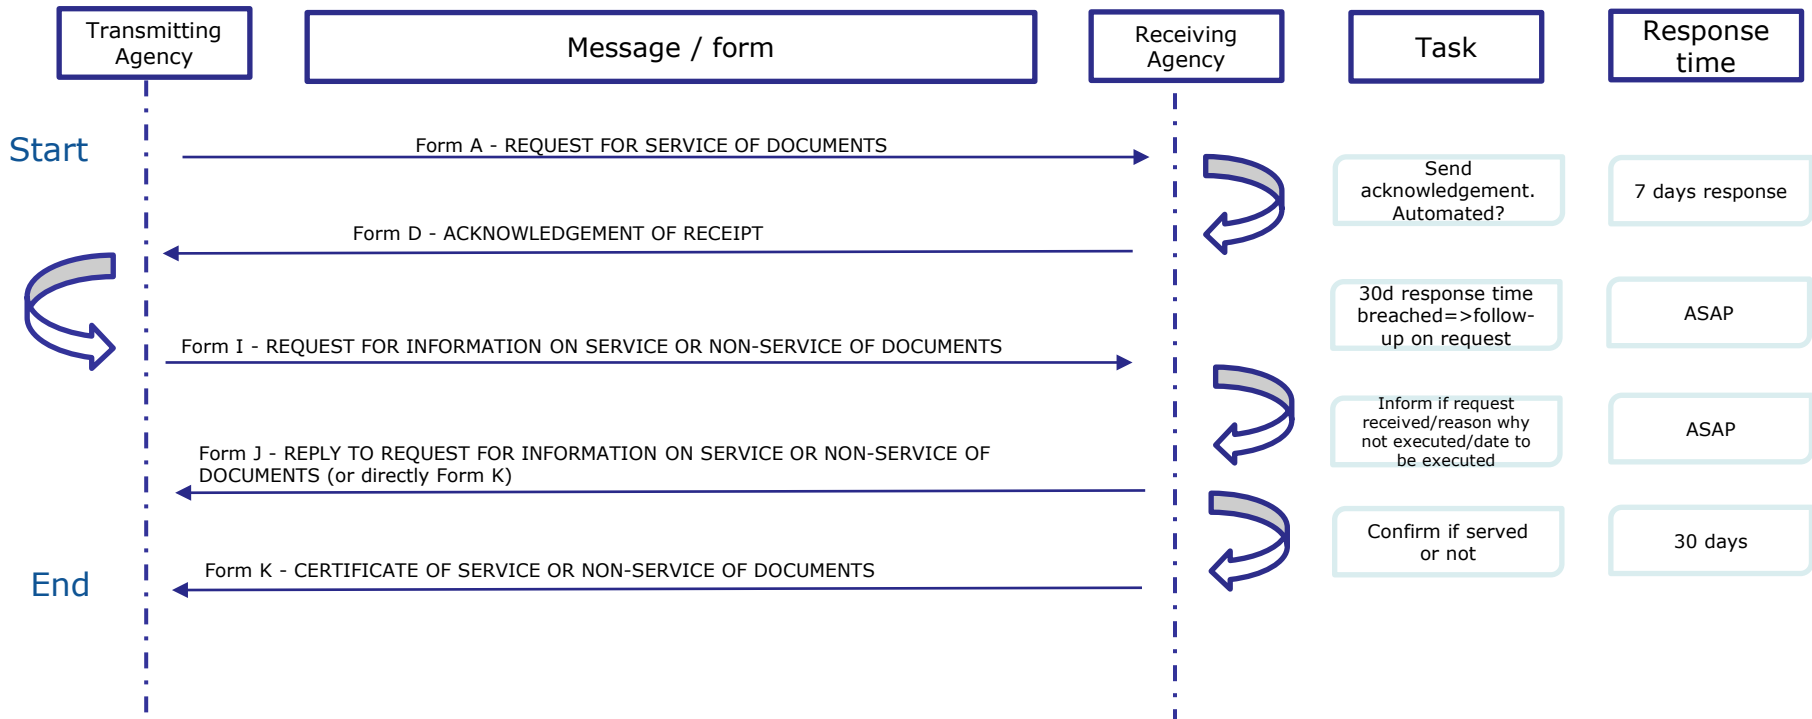 Transmitting
Agency
Message / form
Receiving
Agency
Task
Response
time
Start
Form A - REQUEST FOR SERVICE OF DOCUMENTS
Send
acknowledgement.
Automated?
7 days response
Form D - ACKNOWLEDGEMENT OF RECEIPT
30d response time
breached=>follow-
up on request
ASAP
Form I - REQUEST FOR INFORMATION ON SERVICE OR NON-SERVICE OF DOCUMENTS
Inform if request
received/reason why
not executed/date to
be executed
ASAP
Form J - REPLY TO REQUEST FOR INFORMATION ON SERVICE OR NON-SERVICE OF
DOCUMENTS (or directly Form K)
Confirm if served
or not
30 days
End
Form K - CERTIFICATE OF SERVICE OR NON-SERVICE OF DOCUMENTS